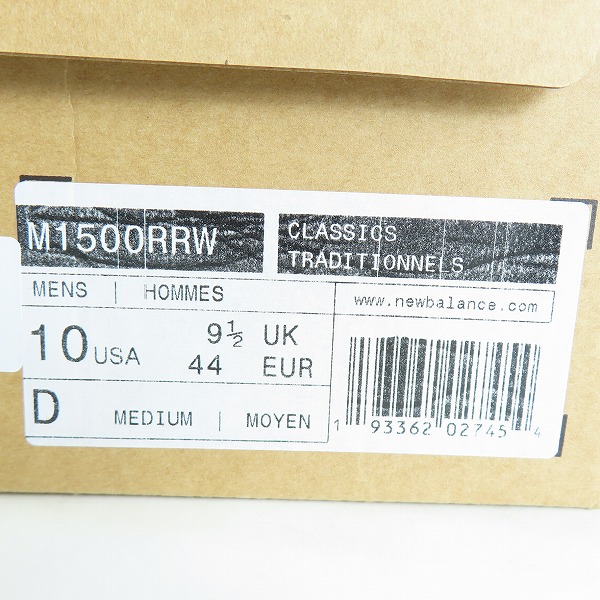 M1500RRW
CLASSICS
TRADITIONNELS
MENS | HOMMES
www.newbalance.com
10 USA
9½ UK
44 EUR
D
MEDIUM | MOYEN
1 93362 02745 4